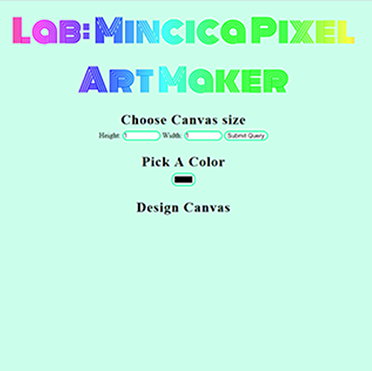 Lab: Mincica Pixel
Art Maker
Choose Canvas size
Height: 1 Width: 1 Submit Query
Pick A Color
Design Canvas